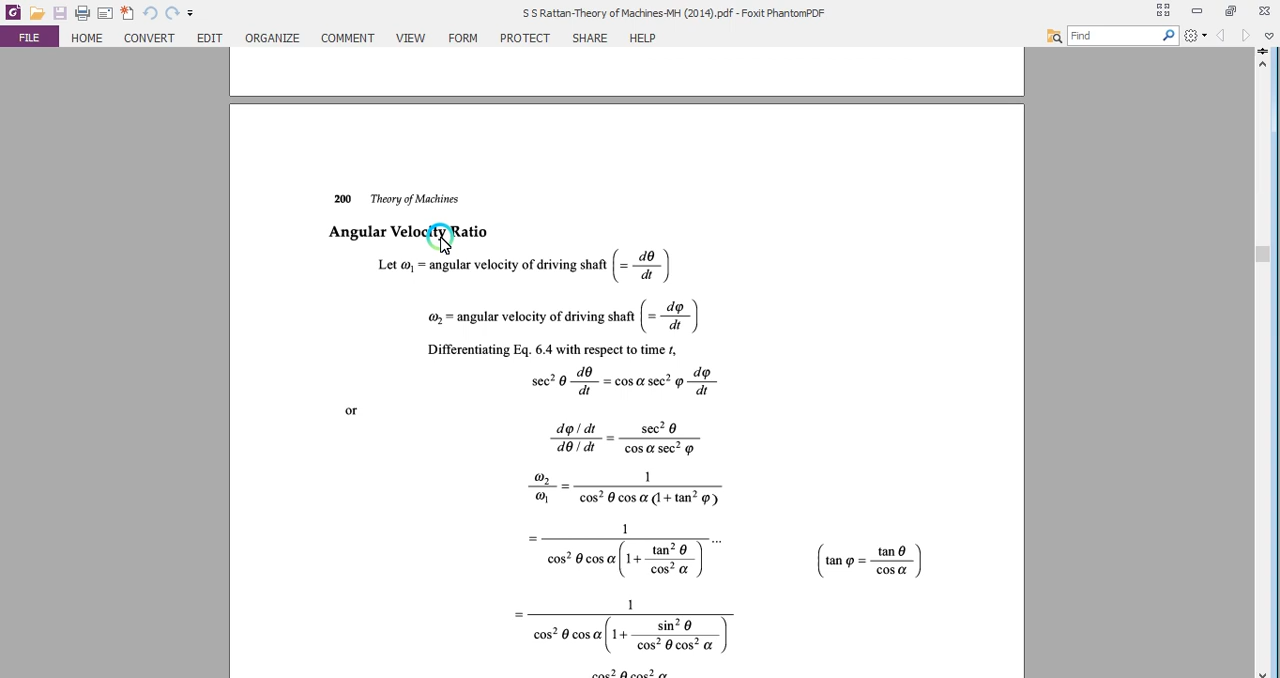 S S Rattan-Theory of Machines-MH (2014).pdf - Foxit PhantomPDF
FILE HOME CONVERT EDIT ORGANIZE COMMENT VIEW FORM PROTECT SHARE HELP Find
200 Theory of Machines
Angular Velocity Ratio
Let ω₁ = angular velocity of driving shaft (= dθ/dt)
ω₂ = angular velocity of driving shaft (= dφ/dt)
Differentiating Eq. 6.4 with respect to time t,
sec² θ dθ/dt = cos α sec² φ dφ/dt
or
(dφ / dt)/(dθ / dt) = sec² θ/(cos α sec² φ)
ω₂/ω₁ = 1/(cos² θ cos α (1 + tan² φ))
= 1/(cos² θ cos α (1 + tan² θ/cos² α)) ... (tan φ = tan θ/cos α)
= 1/(cos² θ cos α (1 + sin² θ/(cos² θ cos² α)))
cos² θ cos² α